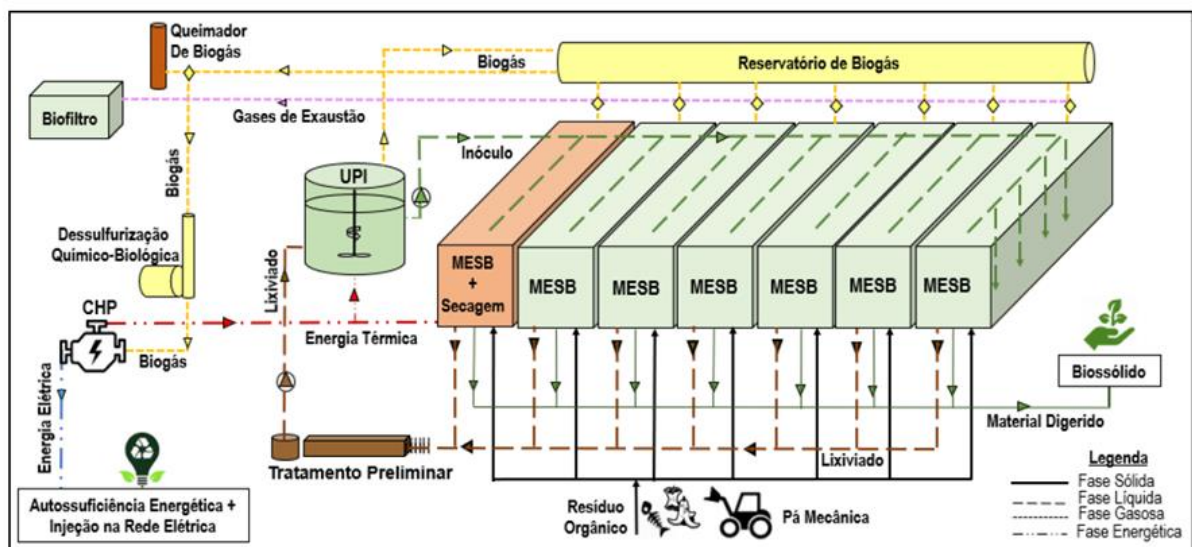 Queimador
De Biogás
Biogás
Reservatório de Biogás
Biofiltro
Gases de Exaustão
Inóculo
Biogás
UPI
Dessulfurização
Químico-Biológica
Lixiviado
MESB
+
Secagem
MESB
MESB
MESB
MESB
MESB
MESB
CHP
Energia Térmica
Biogás
Energia Elétrica
Biossólido
Material Digerido
Tratamento Preliminar
Lixiviado
Legenda
Fase Sólida
Fase Líquida
Fase Gasosa
Fase Energética
Resíduo
Orgânico
Pá Mecânica
Autossuficiência Energética +
Injeção na Rede Elétrica